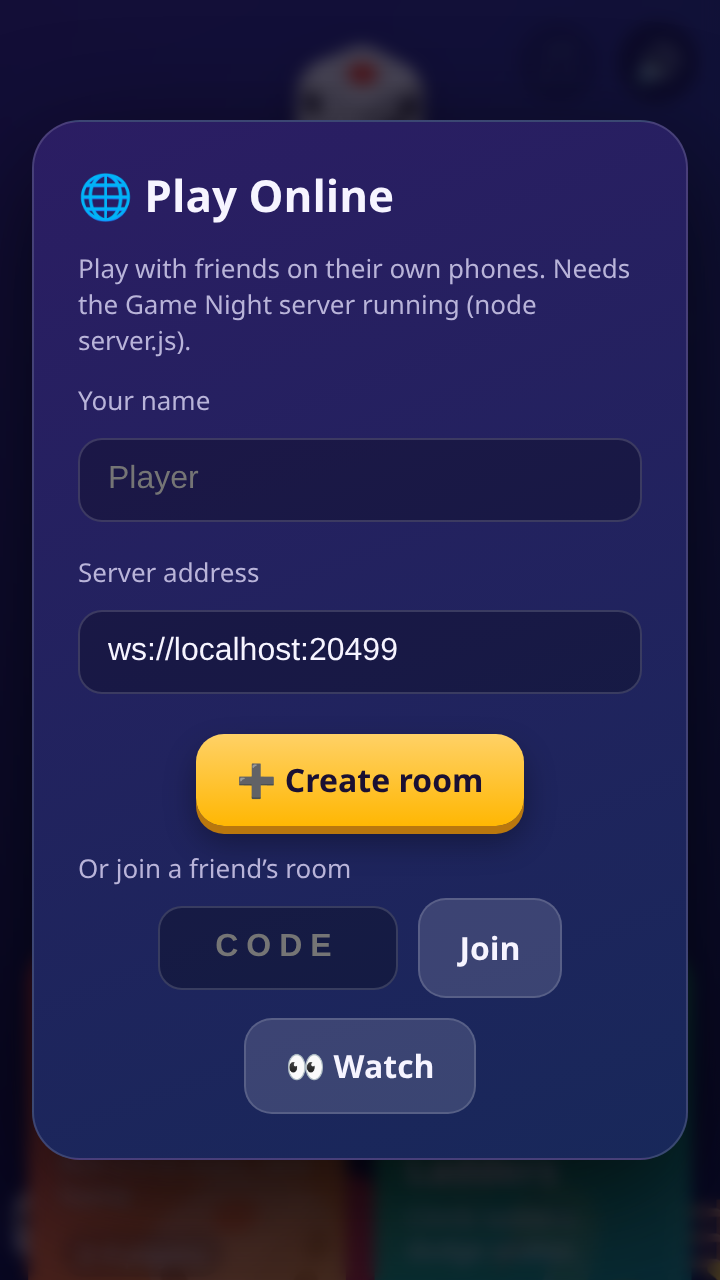 🌐 Play Online
Play with friends on their own phones. Needs
the Game Night server running (node
server.js).
Your name
Player
Server address
ws://localhost:20499
➕ Create room
Or join a friend’s room
CODE
Join
👀 Watch